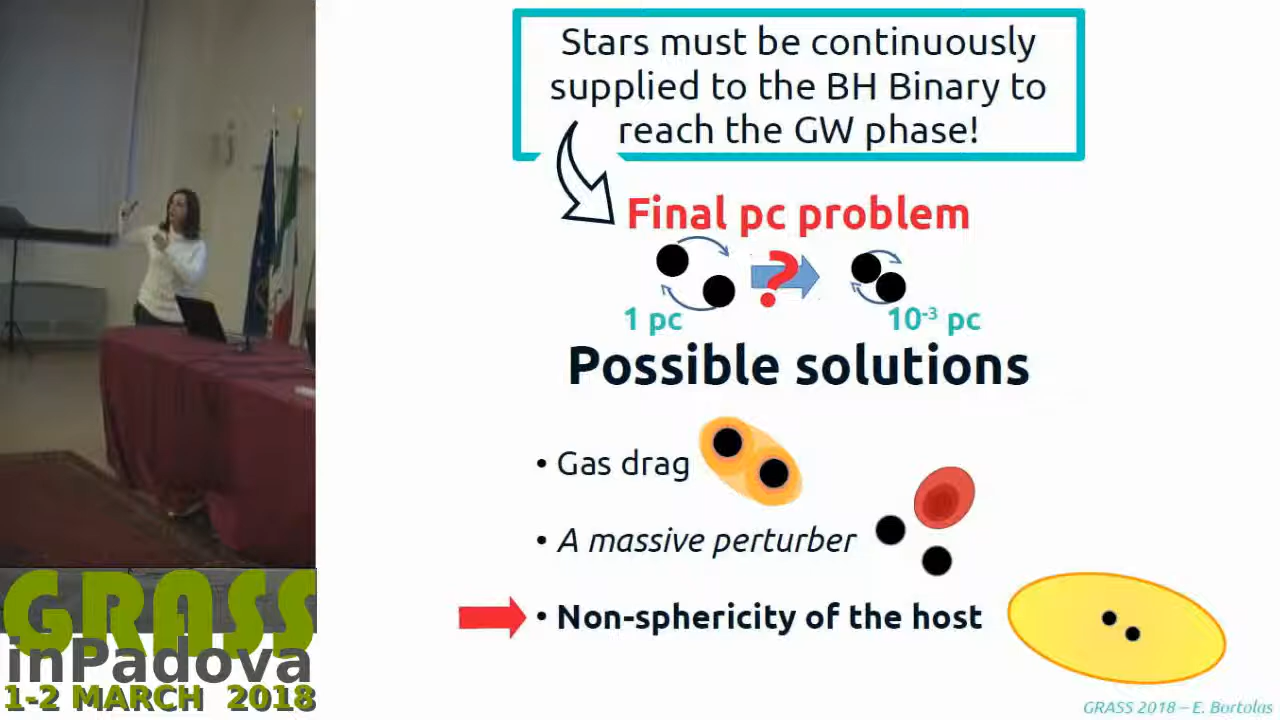 Stars must be continuously
supplied to the BH Binary to
reach the GW phase!
Final pc problem
?
1 pc
10⁻³ pc
Possible solutions
• Gas drag
• A massive perturber
• Non-sphericity of the host
GRASS
inPadova
1-2 MARCH 2018
GRASS 2018 – E. Bortolas